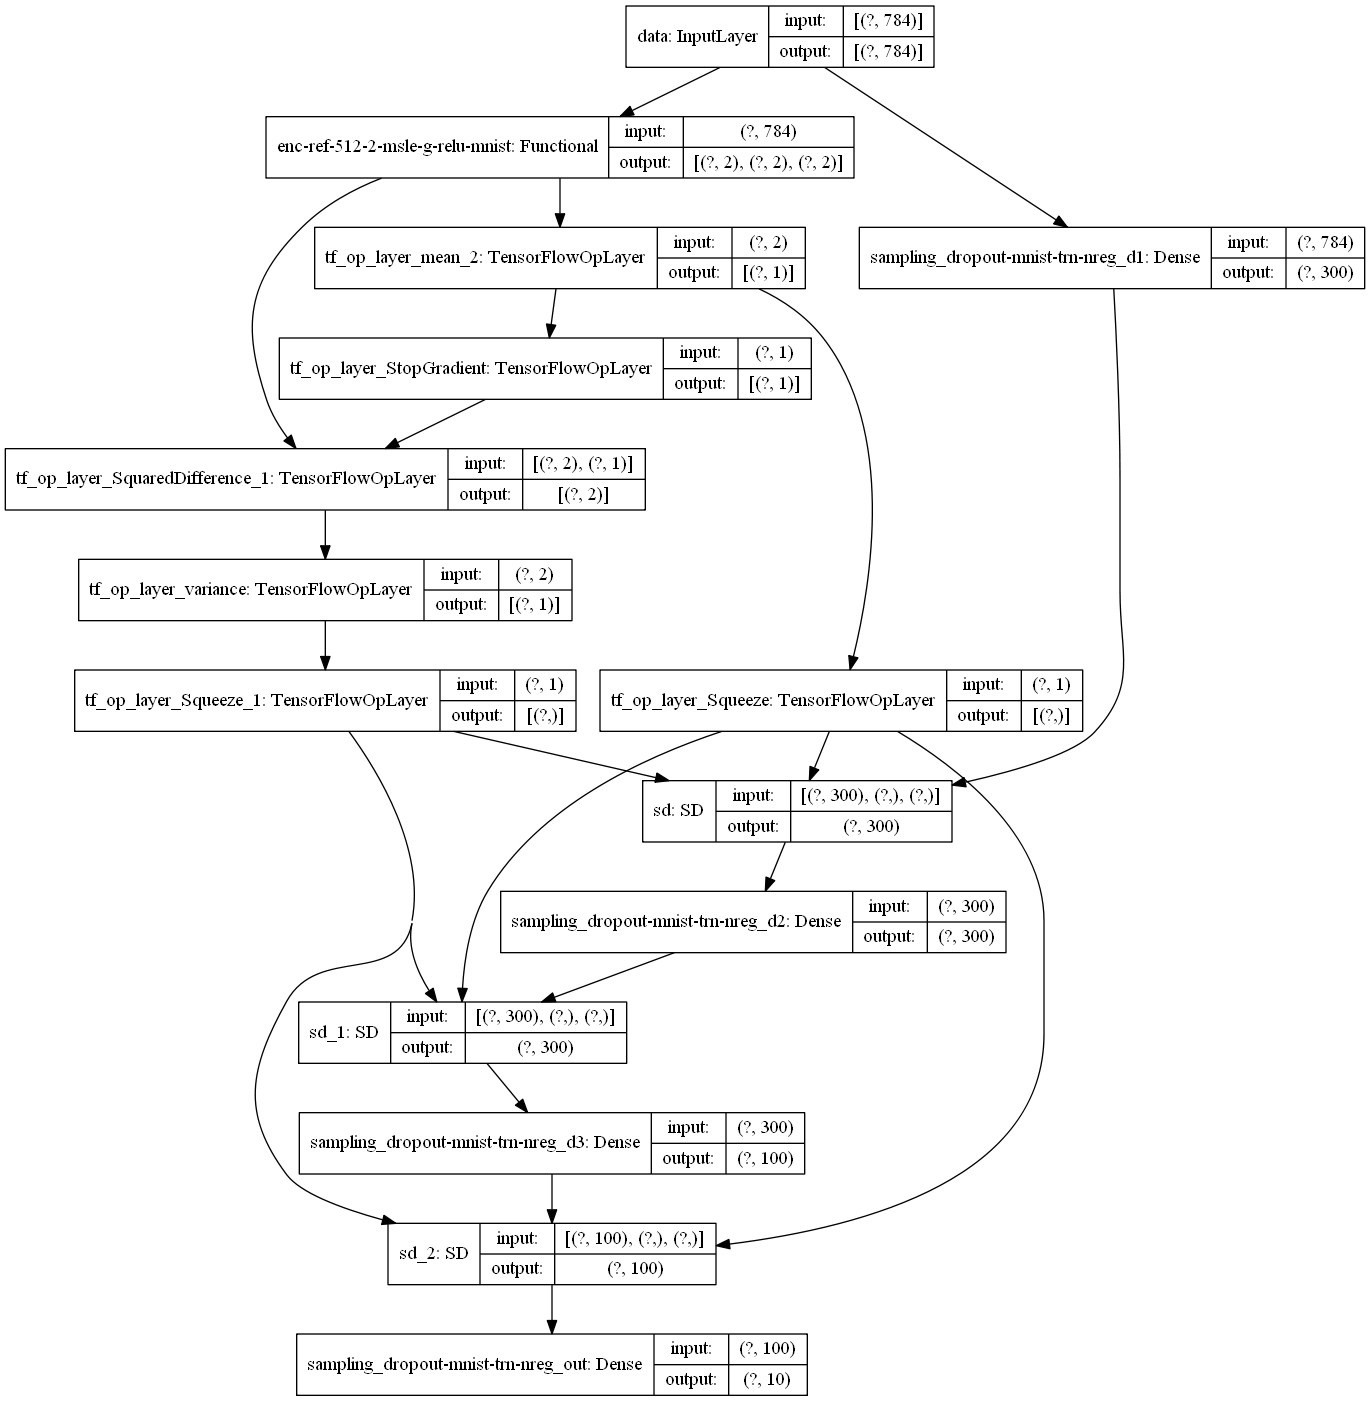 data: InputLayer
input: [(?, 784)]
output: [(?, 784)]
enc-ref-512-2-msle-g-relu-mnist: Functional
input: (?, 784)
output: [(?, 2), (?, 2), (?, 2)]
tf_op_layer_mean_2: TensorFlowOpLayer
input: (?, 2)
output: [(?, 1)]
sampling_dropout-mnist-trn-nreg_d1: Dense
input: (?, 784)
output: (?, 300)
tf_op_layer_StopGradient: TensorFlowOpLayer
input: (?, 1)
output: [(?, 1)]
tf_op_layer_SquaredDifference_1: TensorFlowOpLayer
input: [(?, 2), (?, 1)]
output: [(?, 2)]
tf_op_layer_variance: TensorFlowOpLayer
input: (?, 2)
output: [(?, 1)]
tf_op_layer_Squeeze_1: TensorFlowOpLayer
input: (?, 1)
output: [(?,)]
tf_op_layer_Squeeze: TensorFlowOpLayer
input: (?, 1)
output: [(?,)]
sd: SD
input: [(?, 300), (?,), (?,)]
output: (?, 300)
sampling_dropout-mnist-trn-nreg_d2: Dense
input: (?, 300)
output: (?, 300)
sd_1: SD
input: [(?, 300), (?,), (?,)]
output: (?, 300)
sampling_dropout-mnist-trn-nreg_d3: Dense
input: (?, 300)
output: (?, 100)
sd_2: SD
input: [(?, 100), (?,), (?,)]
output: (?, 100)
sampling_dropout-mnist-trn-nreg_out: Dense
input: (?, 100)
output: (?, 10)